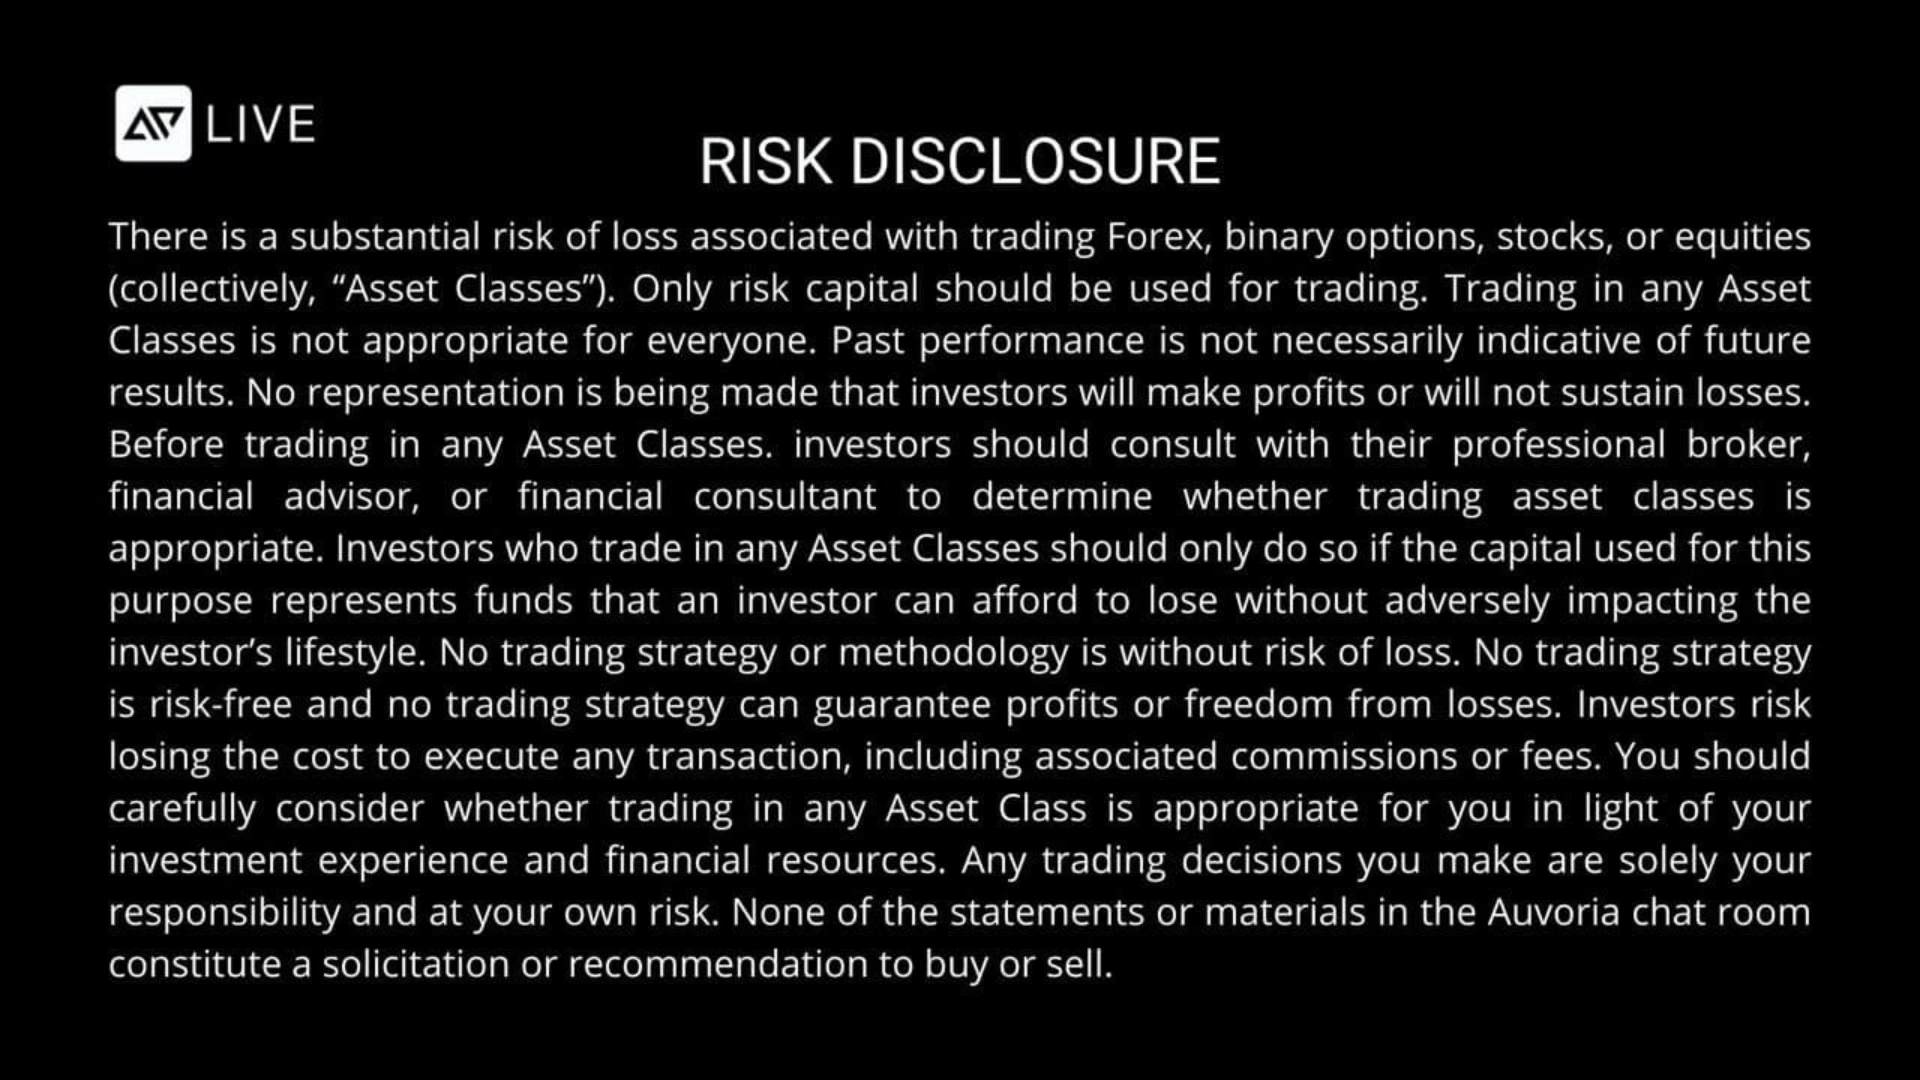 LIVE
RISK DISCLOSURE
There is a substantial risk of loss associated with trading Forex, binary options, stocks, or equities
(collectively, “Asset Classes”). Only risk capital should be used for trading. Trading in any Asset
Classes is not appropriate for everyone. Past performance is not necessarily indicative of future
results. No representation is being made that investors will make profits or will not sustain losses.
Before trading in any Asset Classes. investors should consult with their professional broker,
financial advisor, or financial consultant to determine whether trading asset classes is
appropriate. Investors who trade in any Asset Classes should only do so if the capital used for this
purpose represents funds that an investor can afford to lose without adversely impacting the
investor’s lifestyle. No trading strategy or methodology is without risk of loss. No trading strategy
is risk-free and no trading strategy can guarantee profits or freedom from losses. Investors risk
losing the cost to execute any transaction, including associated commissions or fees. You should
carefully consider whether trading in any Asset Class is appropriate for you in light of your
investment experience and financial resources. Any trading decisions you make are solely your
responsibility and at your own risk. None of the statements or materials in the Auvoria chat room
constitute a solicitation or recommendation to buy or sell.